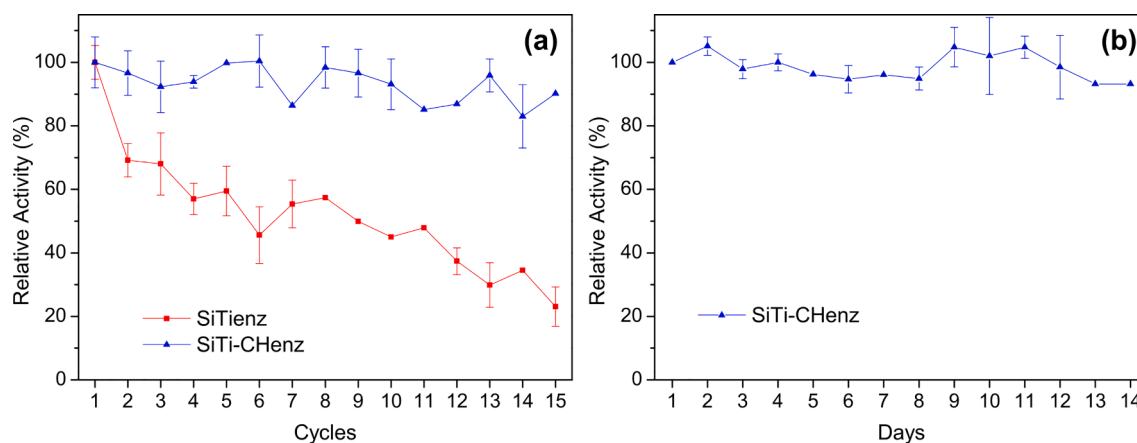 (a)
Relative Activity (%)
100
80
60
40
20
0
SiTienz
SiTi-CHenz
1 2 3 4 5 6 7 8 9 10 11 12 13 14 15
Cycles
(b)
Relative Activity (%)
100
80
60
40
20
0
SiTi-CHenz
1 2 3 4 5 6 7 8 9 10 11 12 13 14
Days